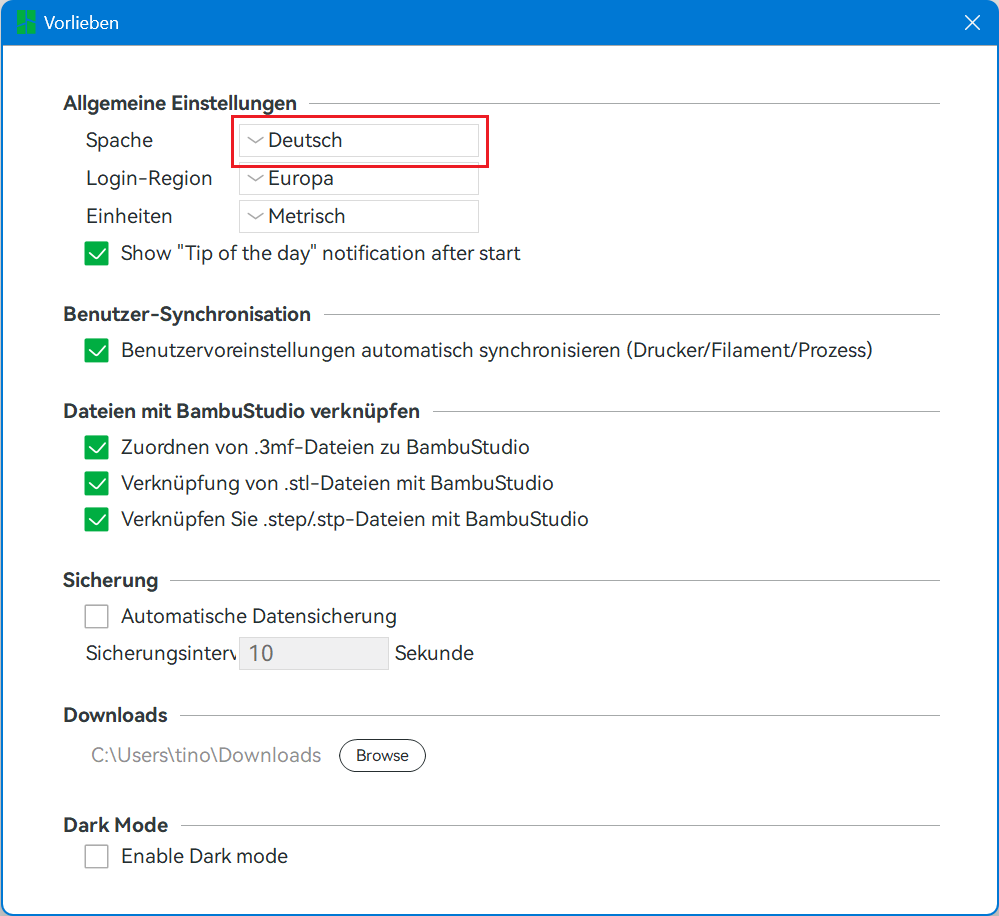 Vorlieben
Allgemeine Einstellungen
Spache Deutsch
Login-Region Europa
Einheiten Metrisch
Show "Tip of the day" notification after start
Benutzer-Synchronisation
Benutzervoreinstellungen automatisch synchronisieren (Drucker/Filament/Prozess)
Dateien mit BambuStudio verknüpfen
Zuordnen von .3mf-Dateien zu BambuStudio
Verknüpfung von .stl-Dateien mit BambuStudio
Verknüpfen Sie .step/.stp-Dateien mit BambuStudio
Sicherung
Automatische Datensicherung
Sicherungsinterv 10 Sekunde
Downloads
C:\Users\tino\Downloads Browse
Dark Mode
Enable Dark mode